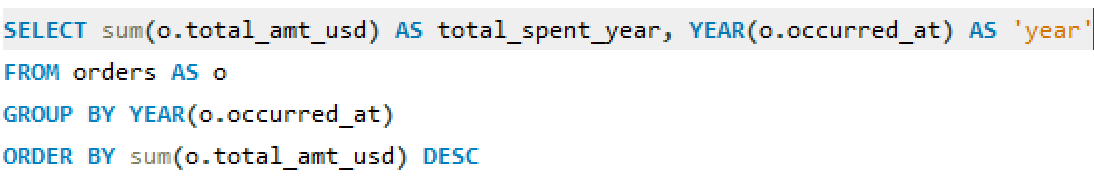 SELECT sum(o.total_amt_usd) AS total_spent_year, YEAR(o.occurred_at) AS 'year'
FROM orders AS o
GROUP BY YEAR(o.occurred_at)
ORDER BY sum(o.total_amt_usd) DESC